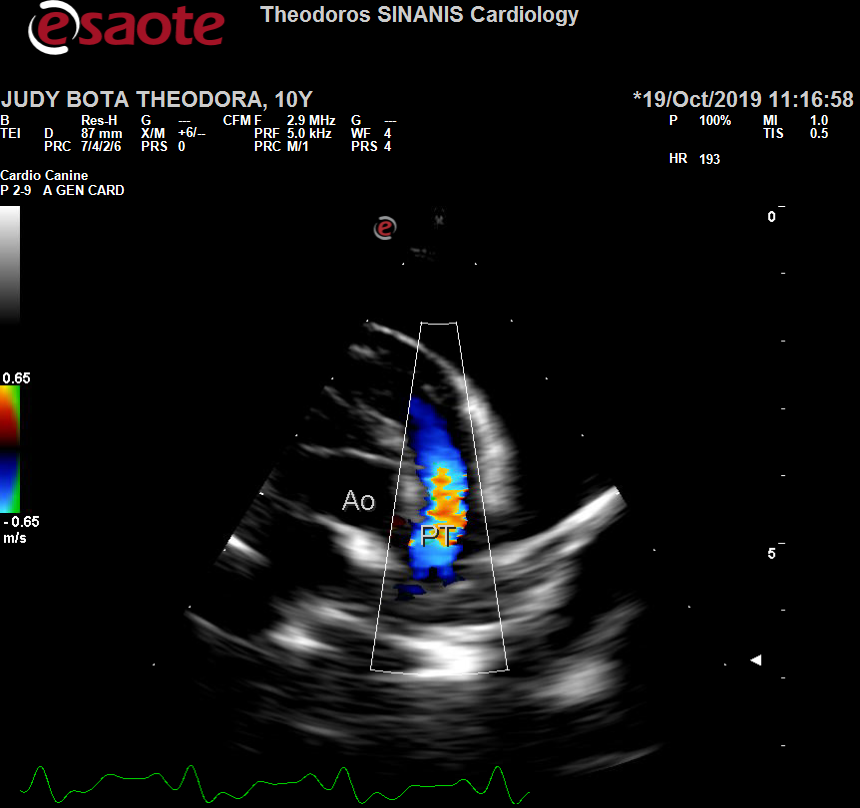 esaote
Theodoros SINANIS Cardiology
JUDY BOTA THEODORA, 10Y *19/Oct/2019 11:16:58
B Res-H G --- CFM F 2.9 MHz G --- P 100% MI 1.0
TEI D 87 mm X/M +6/-- PRF 5.0 kHz WF 4 TIS 0.5
PRC 7/4/2/6 PRS 0 PRC M/1 PRS 4
HR 193
Cardio Canine
P 2-9 A GEN CARD
e
0
0.65
Ao
- 0.65
PT
m/s
5